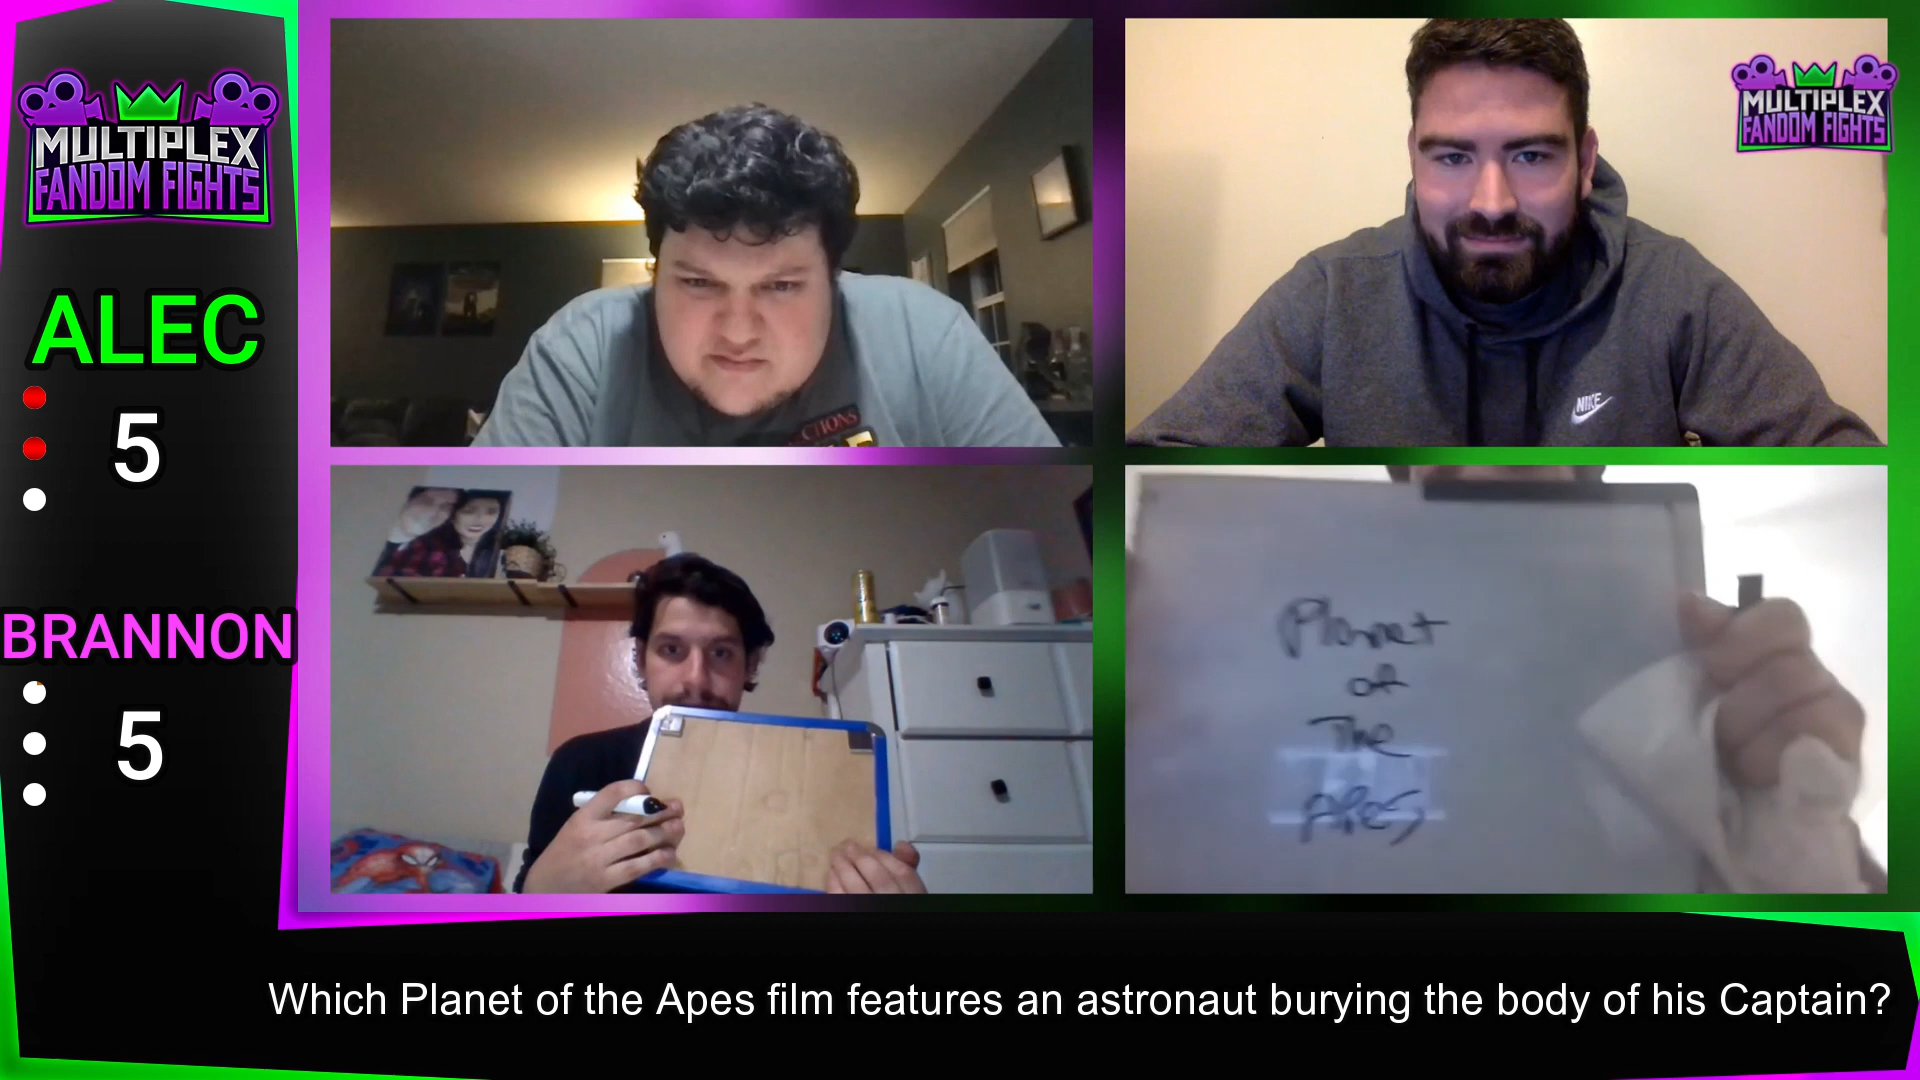 MULTIPLEX
FANDOM FIGHTS
ALEC
5
BRANNON
5
MULTIPLEX
FANDOM FIGHTS
NIKE
Planet
of
The
Apes
Which Planet of the Apes film features an astronaut burying the body of his Captain?